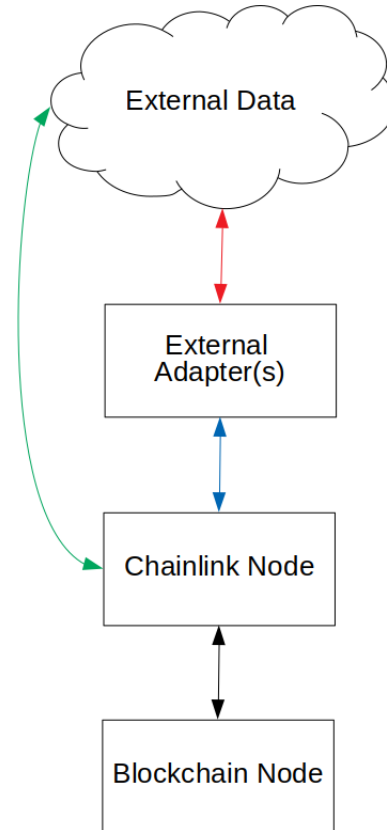 External Data
External
Adapter(s)
Chainlink Node
Blockchain Node